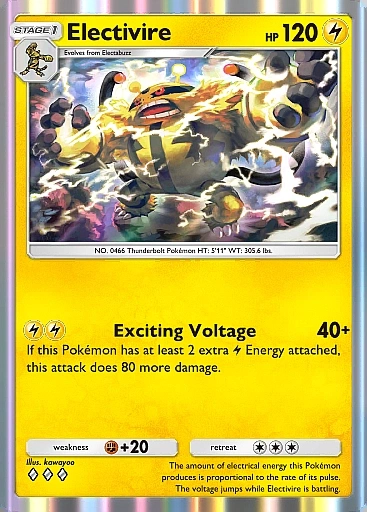 STAGE 1 Electivire HP 120
Evolves from Electabuzz
NO. 0466 Thunderbolt Pokémon HT: 5'11" WT: 305.6 lbs.
Exciting Voltage 40+
If this Pokémon has at least 2 extra Energy attached,
this attack does 80 more damage.
weakness +20 retreat
Illus. kawayoo
The amount of electrical energy this Pokémon
produces is proportional to the rate of its pulse.
The voltage jumps while Electivire is battling.